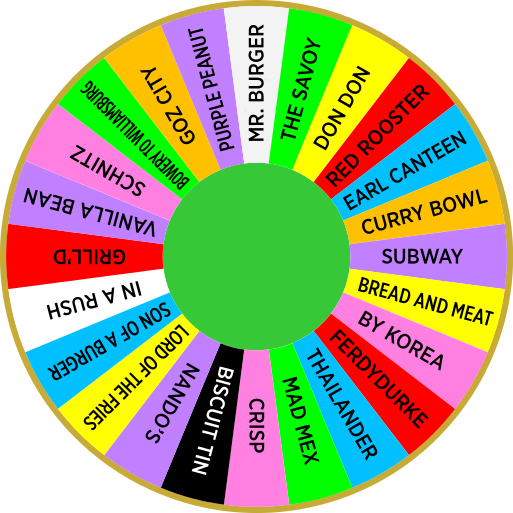 MR. BURGER
THE SAVOY
DON DON
RED ROOSTER
EARL CANTEEN
CURRY BOWL
SUBWAY
BREAD AND MEAT
BY KOREA
FERDYDURKE
THAILANDER
MAD MEX
CRISP
BISCUIT TIN
NANDO'S
LORD OF THE FRIES
SON OF A BURGER
IN A RUSH
GRILL'D
VANILLA BEAN
SCHNITZ
BOWERY TO WILLIAMSBURG
GOZ CITY
PURPLE PEANUT